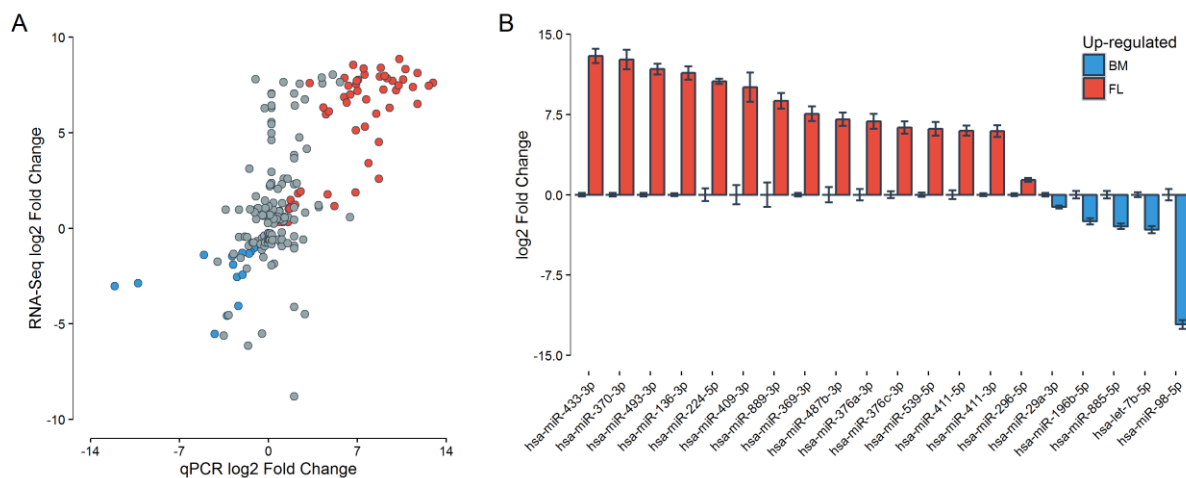 A
10
5
0
-5
-10
RNA-Seq log2 Fold Change
-14
-7
0
7
14
qPCR log2 Fold Change
B
15.0
7.5
0.0
-7.5
-15.0
log2 Fold Change
Up-regulated
BM
FL
hsa-miR-433-3p
hsa-miR-370-3p
hsa-miR-493-3p
hsa-miR-136-3p
hsa-miR-224-5p
hsa-miR-409-3p
hsa-miR-889-3p
hsa-miR-369-3p
hsa-miR-487b-3p
hsa-miR-376a-3p
hsa-miR-376c-3p
hsa-miR-539-5p
hsa-miR-411-5p
hsa-miR-411-3p
hsa-miR-296-5p
hsa-miR-29a-3p
hsa-miR-196b-5p
hsa-miR-885-5p
hsa-let-7b-5p
hsa-miR-98-5p